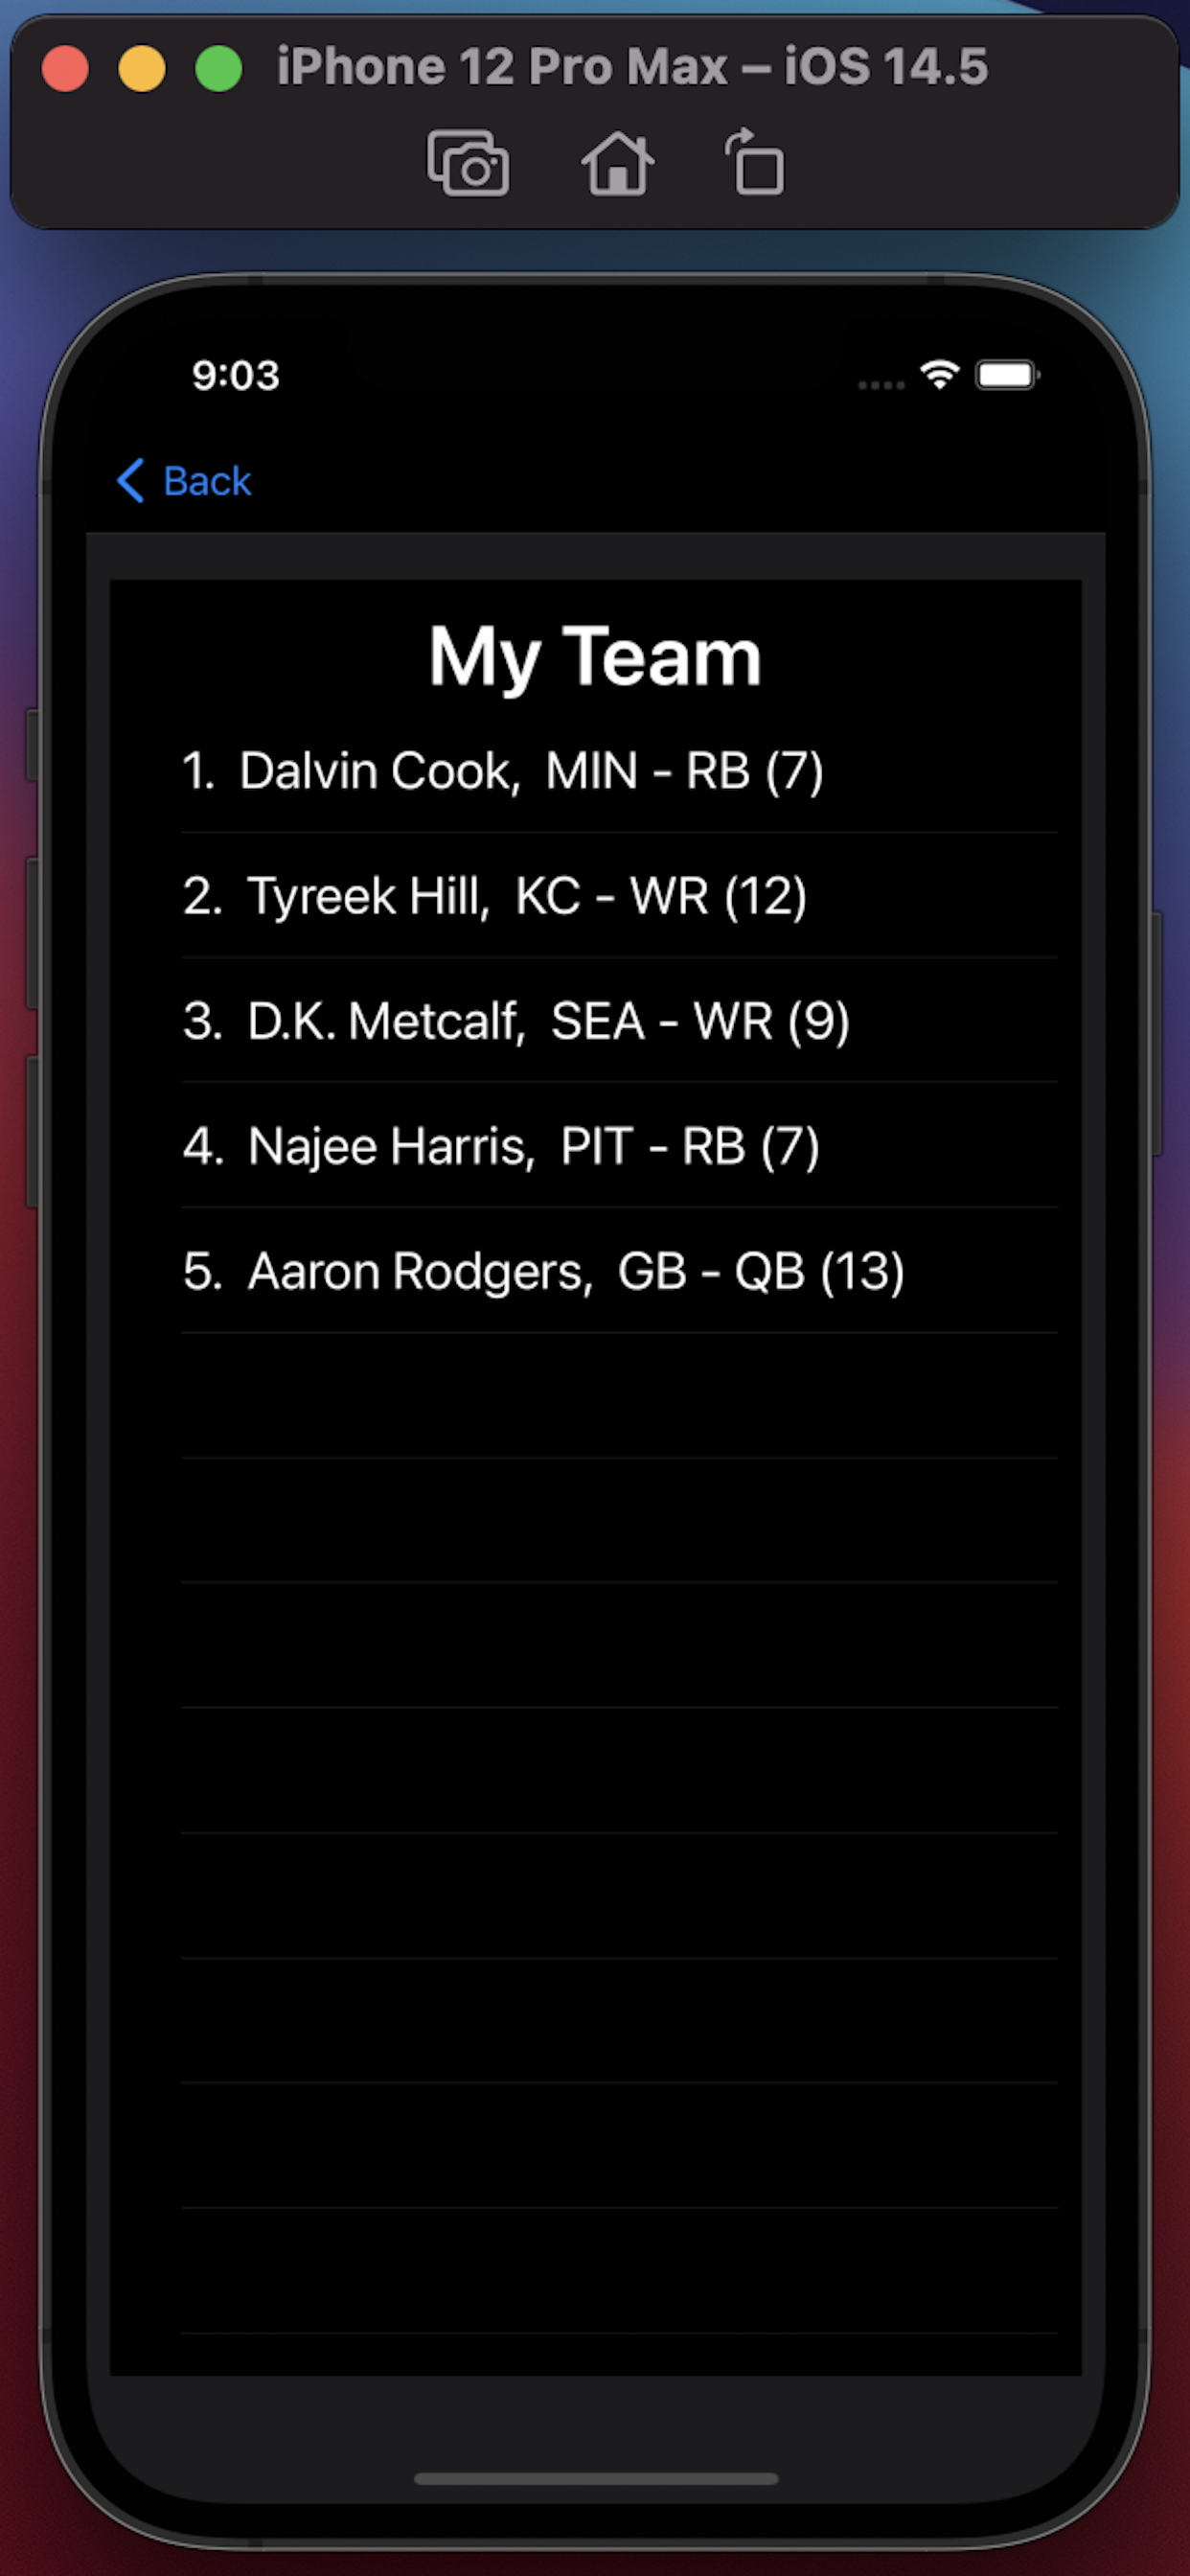 iPhone 12 Pro Max – iOS 14.5
9:03
Back
My Team
1. Dalvin Cook, MIN - RB (7)
2. Tyreek Hill, KC - WR (12)
3. D.K. Metcalf, SEA - WR (9)
4. Najee Harris, PIT - RB (7)
5. Aaron Rodgers, GB - QB (13)